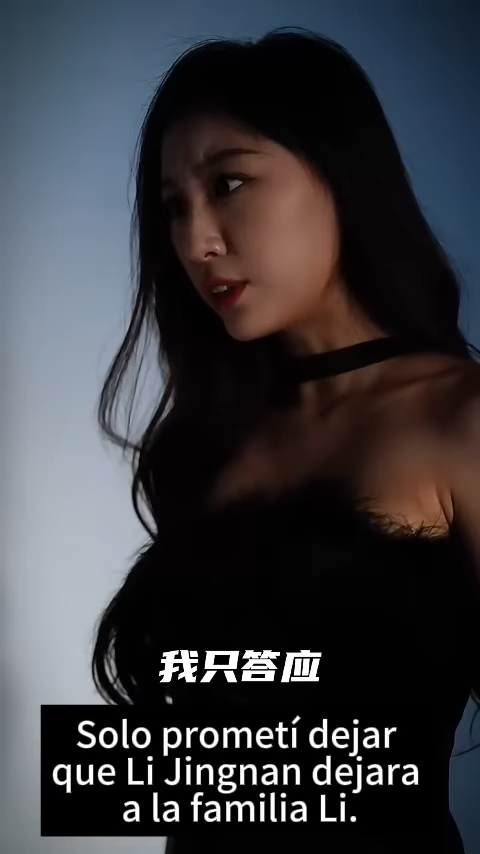 我只答应
Solo prometí dejar
que Li Jingnan dejara
a la familia Li.